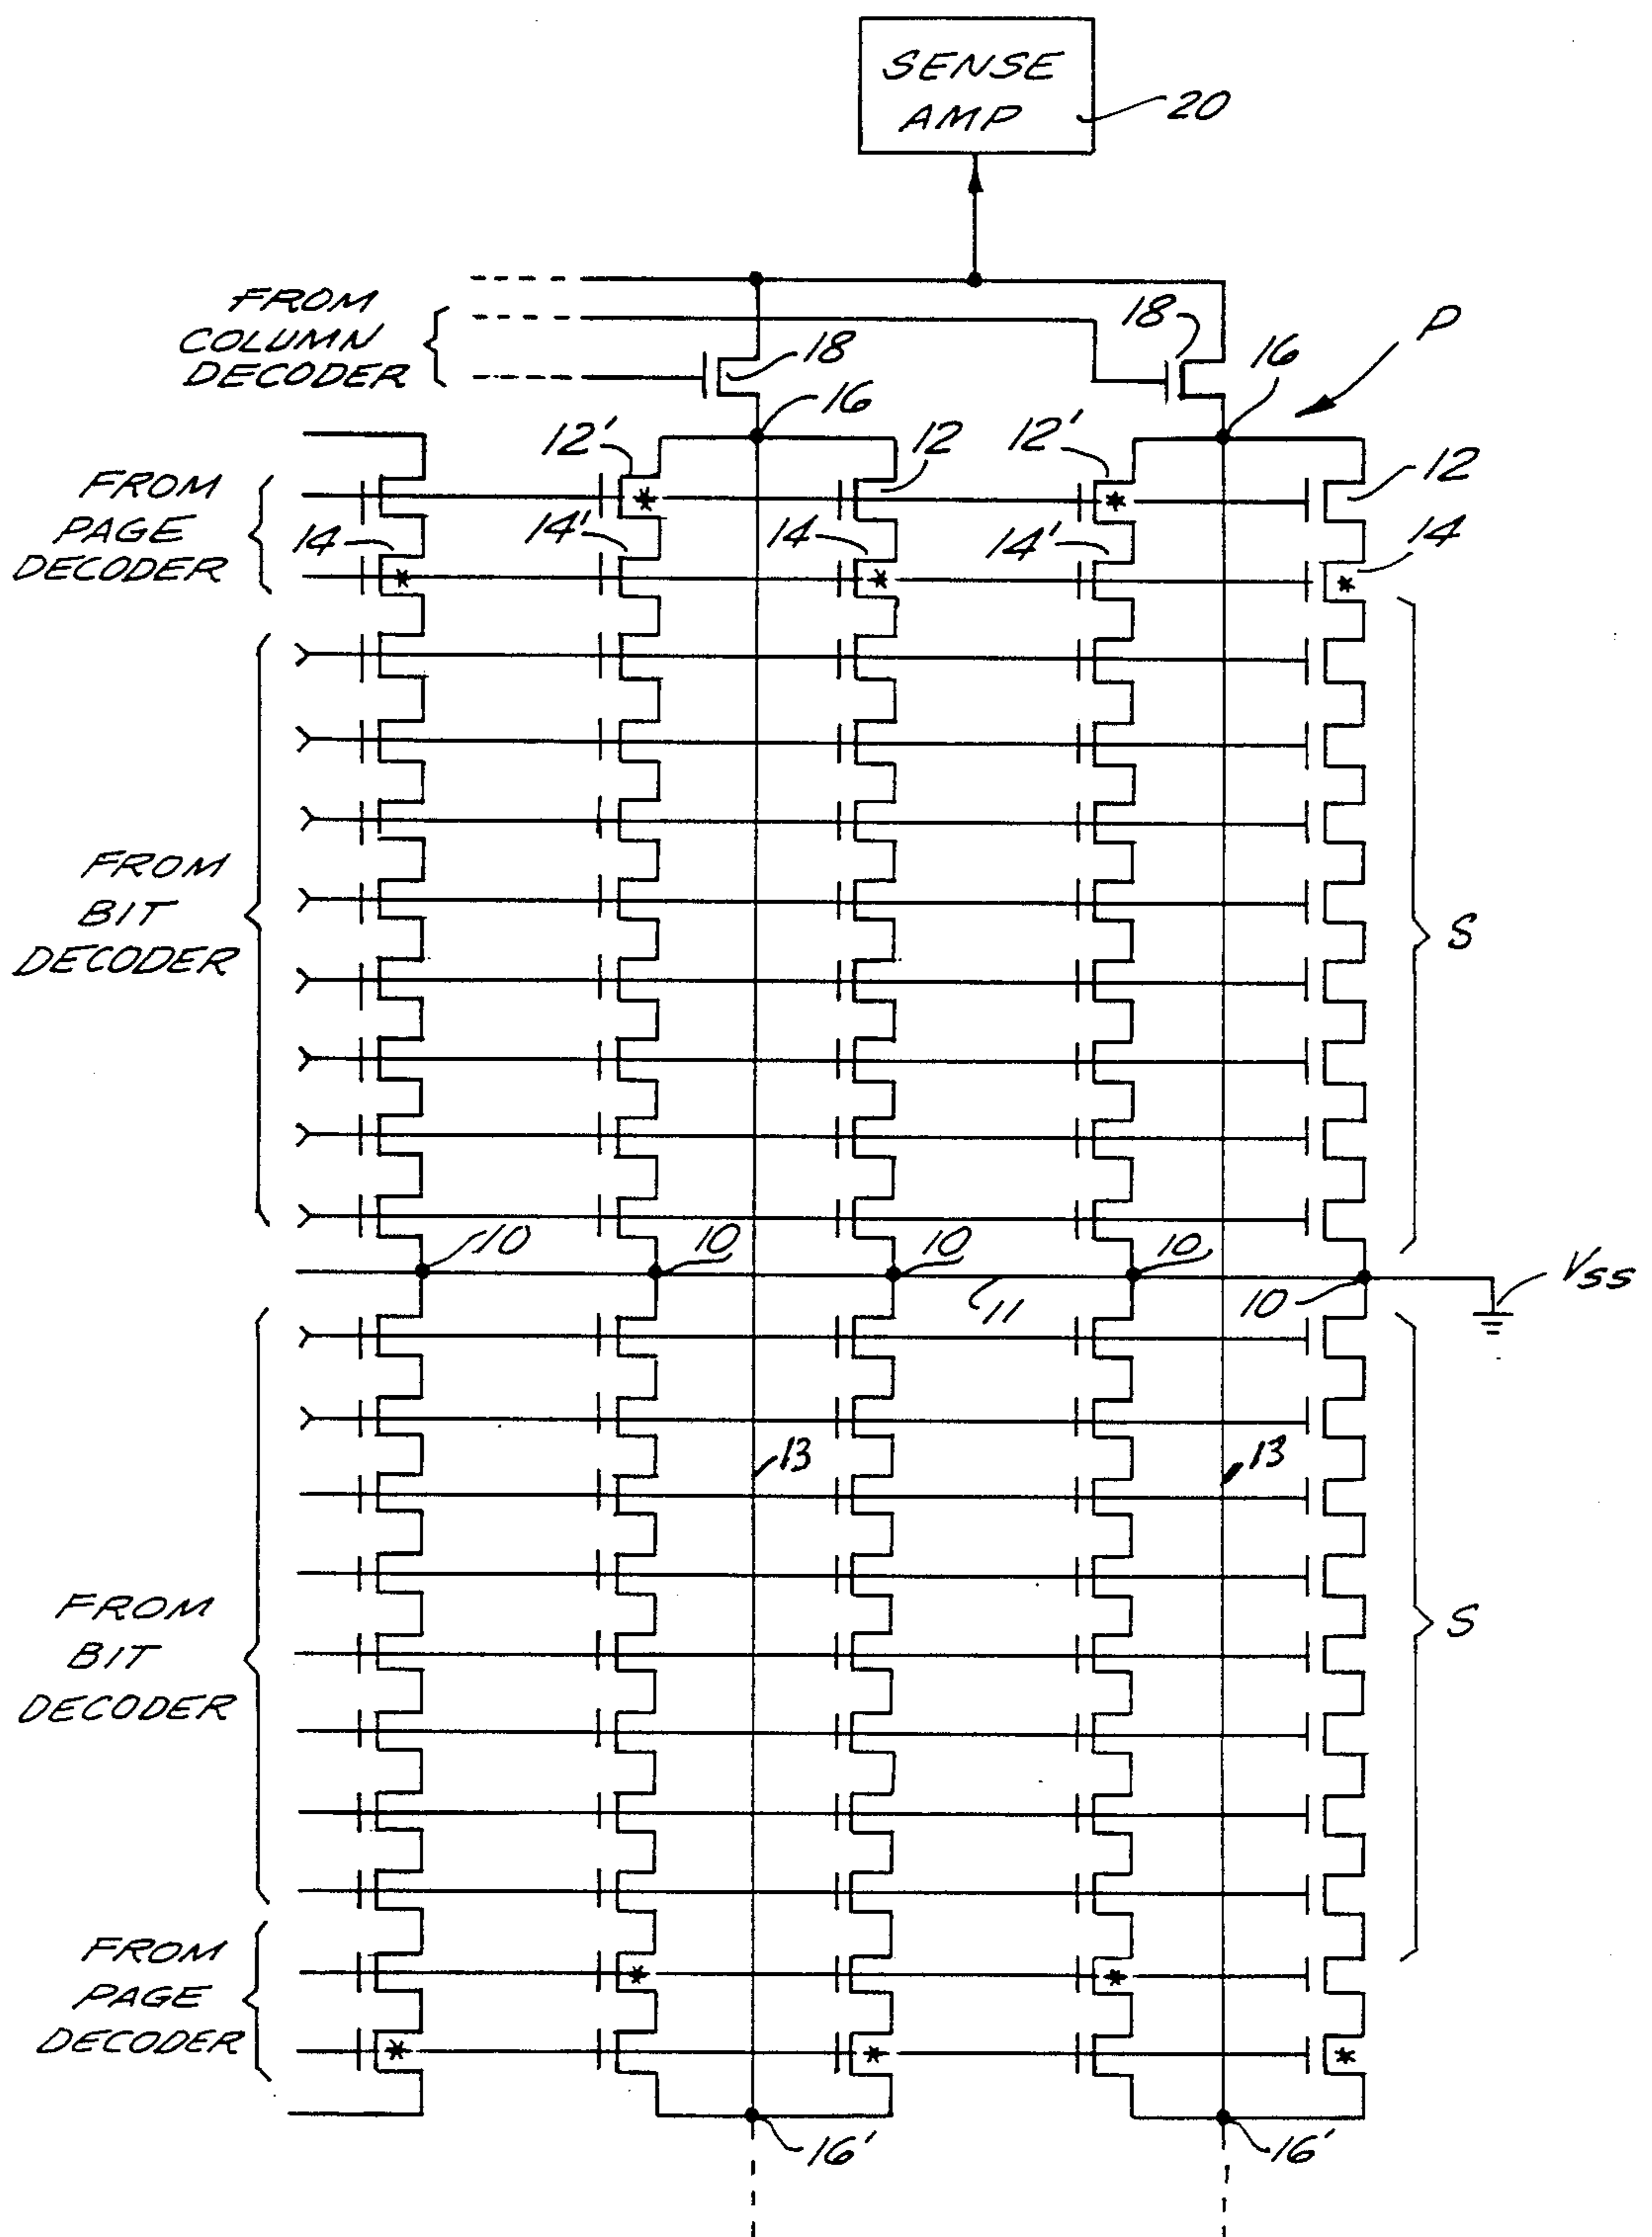 SENSE
AMP
20
FROM
COLUMN
DECODER
18
18
P
16
16
12'
12
12'
12
FROM
PAGE
DECODER
14
*
14'
*
14
*
14'
*
14
*
FROM
BIT
DECODER
S
10
10
10
10
10
11
VSS
13
13
FROM
BIT
DECODER
S
FROM
PAGE
DECODER
*
*
*
*
*
16'
16'